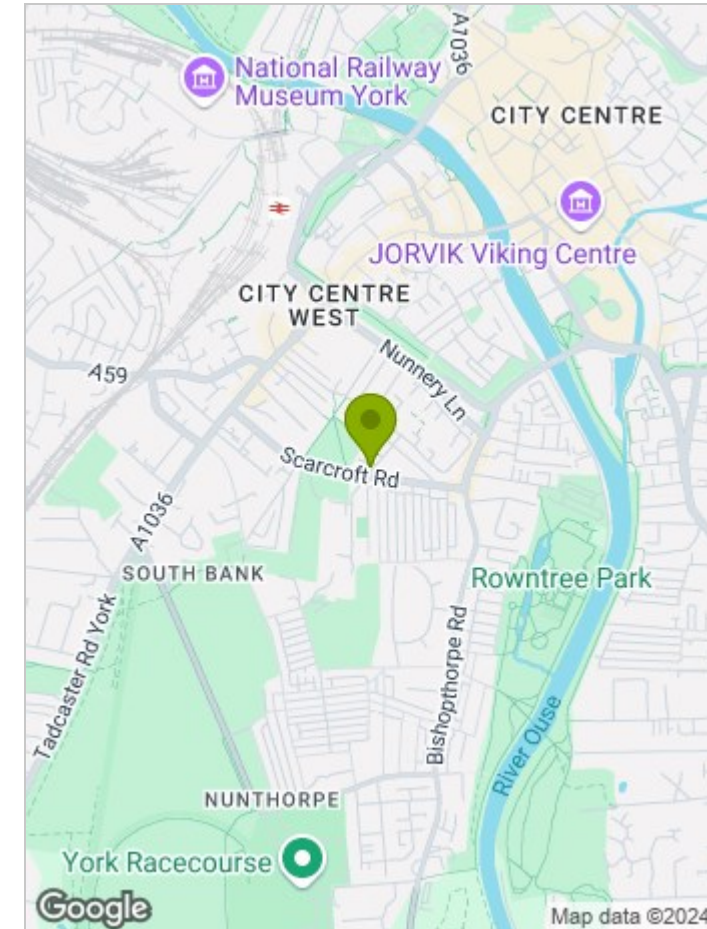 A1036
National Railway
Museum York
CITY CENTRE
JORVIK Viking Centre
CITY CENTRE
WEST
Nunnery Ln
A59
Scarcroft Rd
A1036
SOUTH BANK
Rowntree Park
Tadcaster Rd York
Bishopthorpe Rd
River Ouse
NUNTHORPE
York Racecourse
Google
Map data ©2024